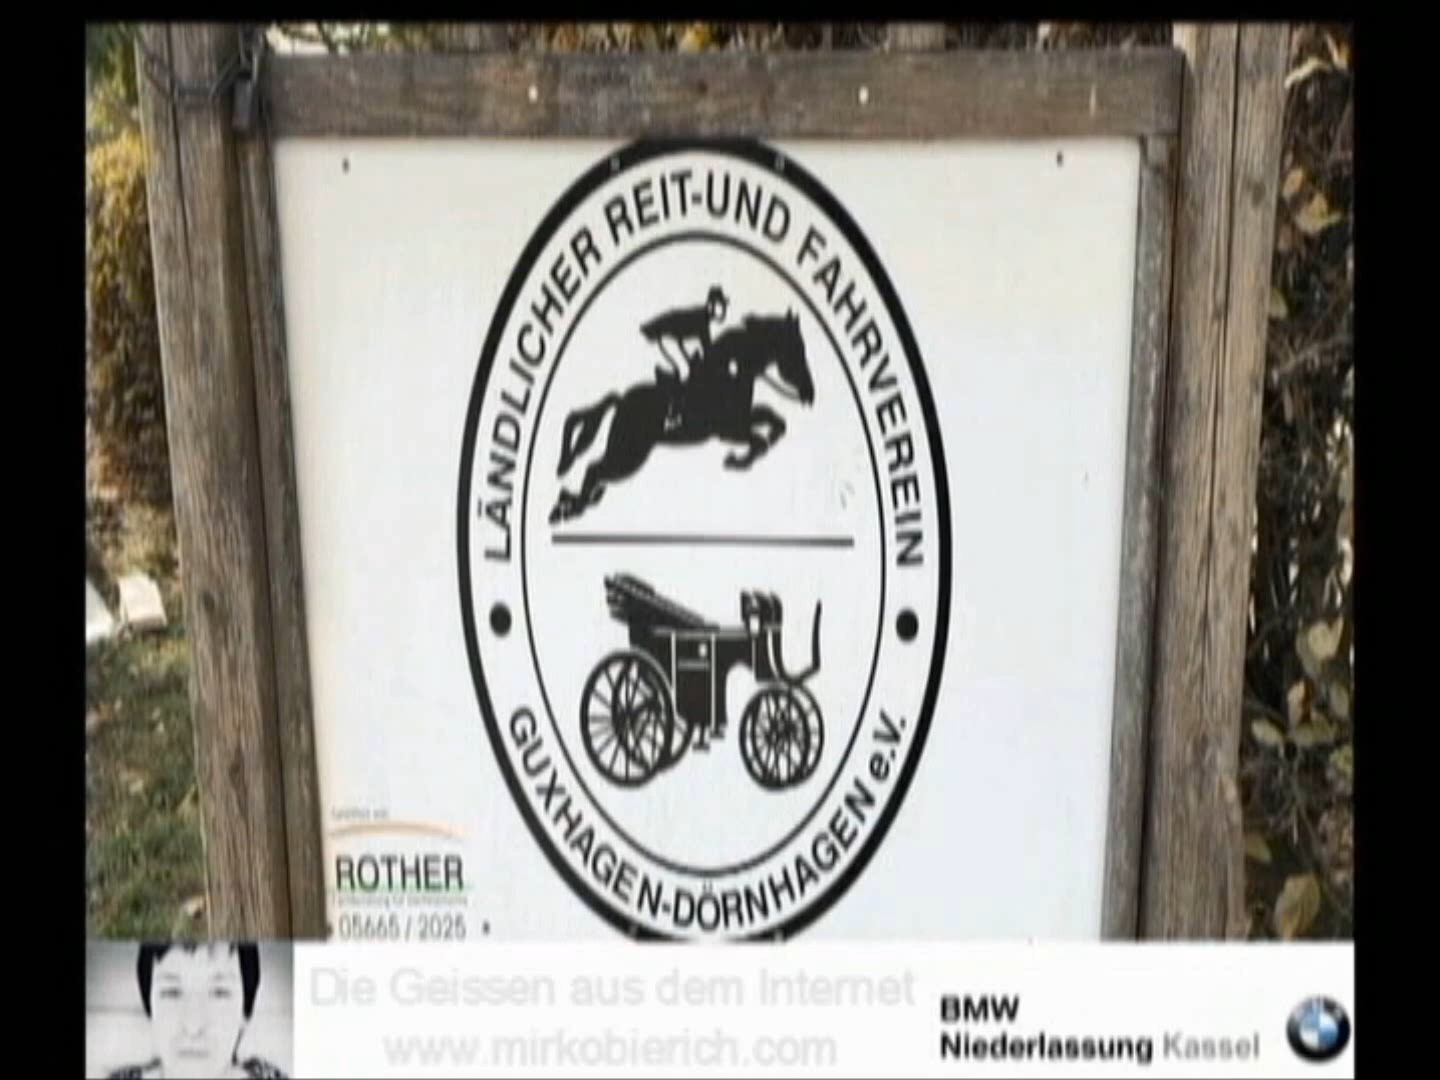 LÄNDLICHER REIT-UND FAHRVEREIN
GUXHAGEN-DÖRNHAGEN e.V.
ROTHER
05665 / 2025
Die Geissen aus dem Internet
www.mirkobierich.com
BMW
Niederlassung Kassel